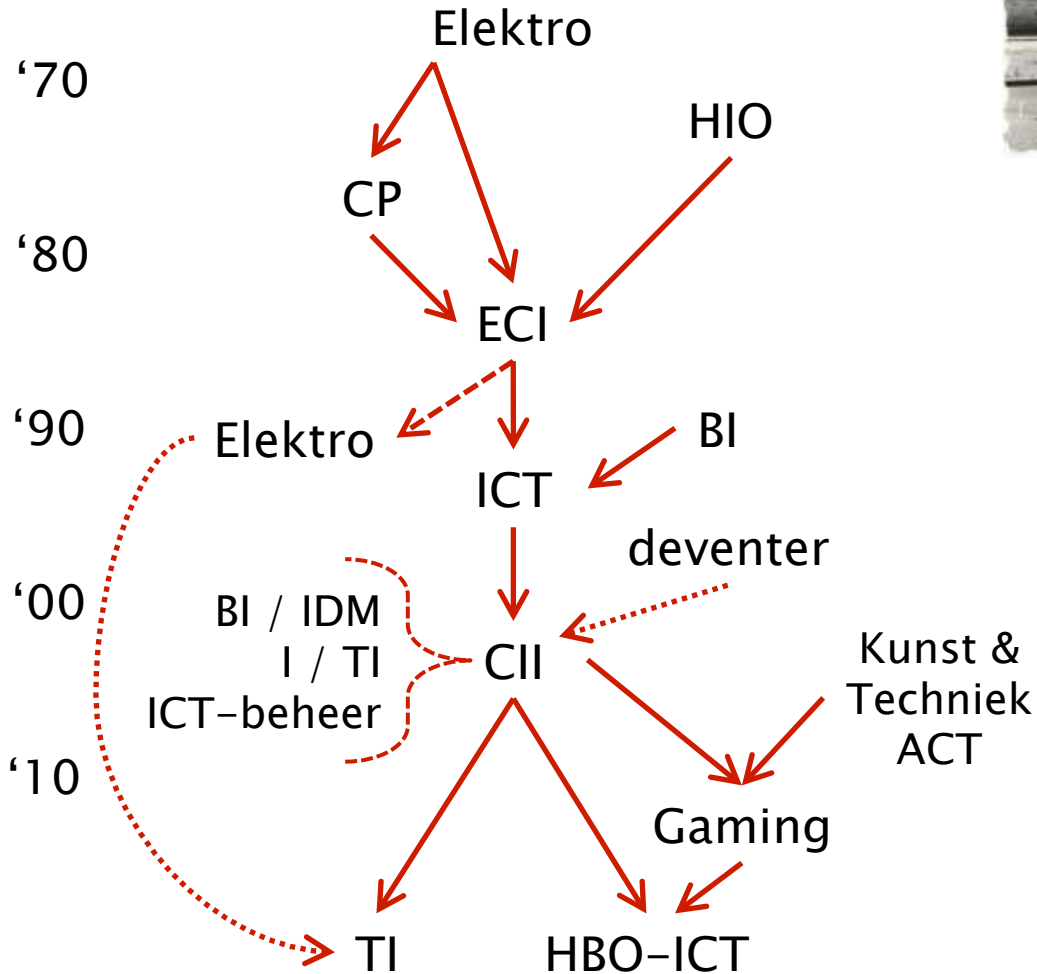 Elektro
‘70
HIO
CP
‘80
ECI
‘90
Elektro
BI
ICT
deventer
‘00
BI / IDM
I / TI
ICT-beheer
CII
Kunst &
Techniek
ACT
‘10
Gaming
TI
HBO-ICT